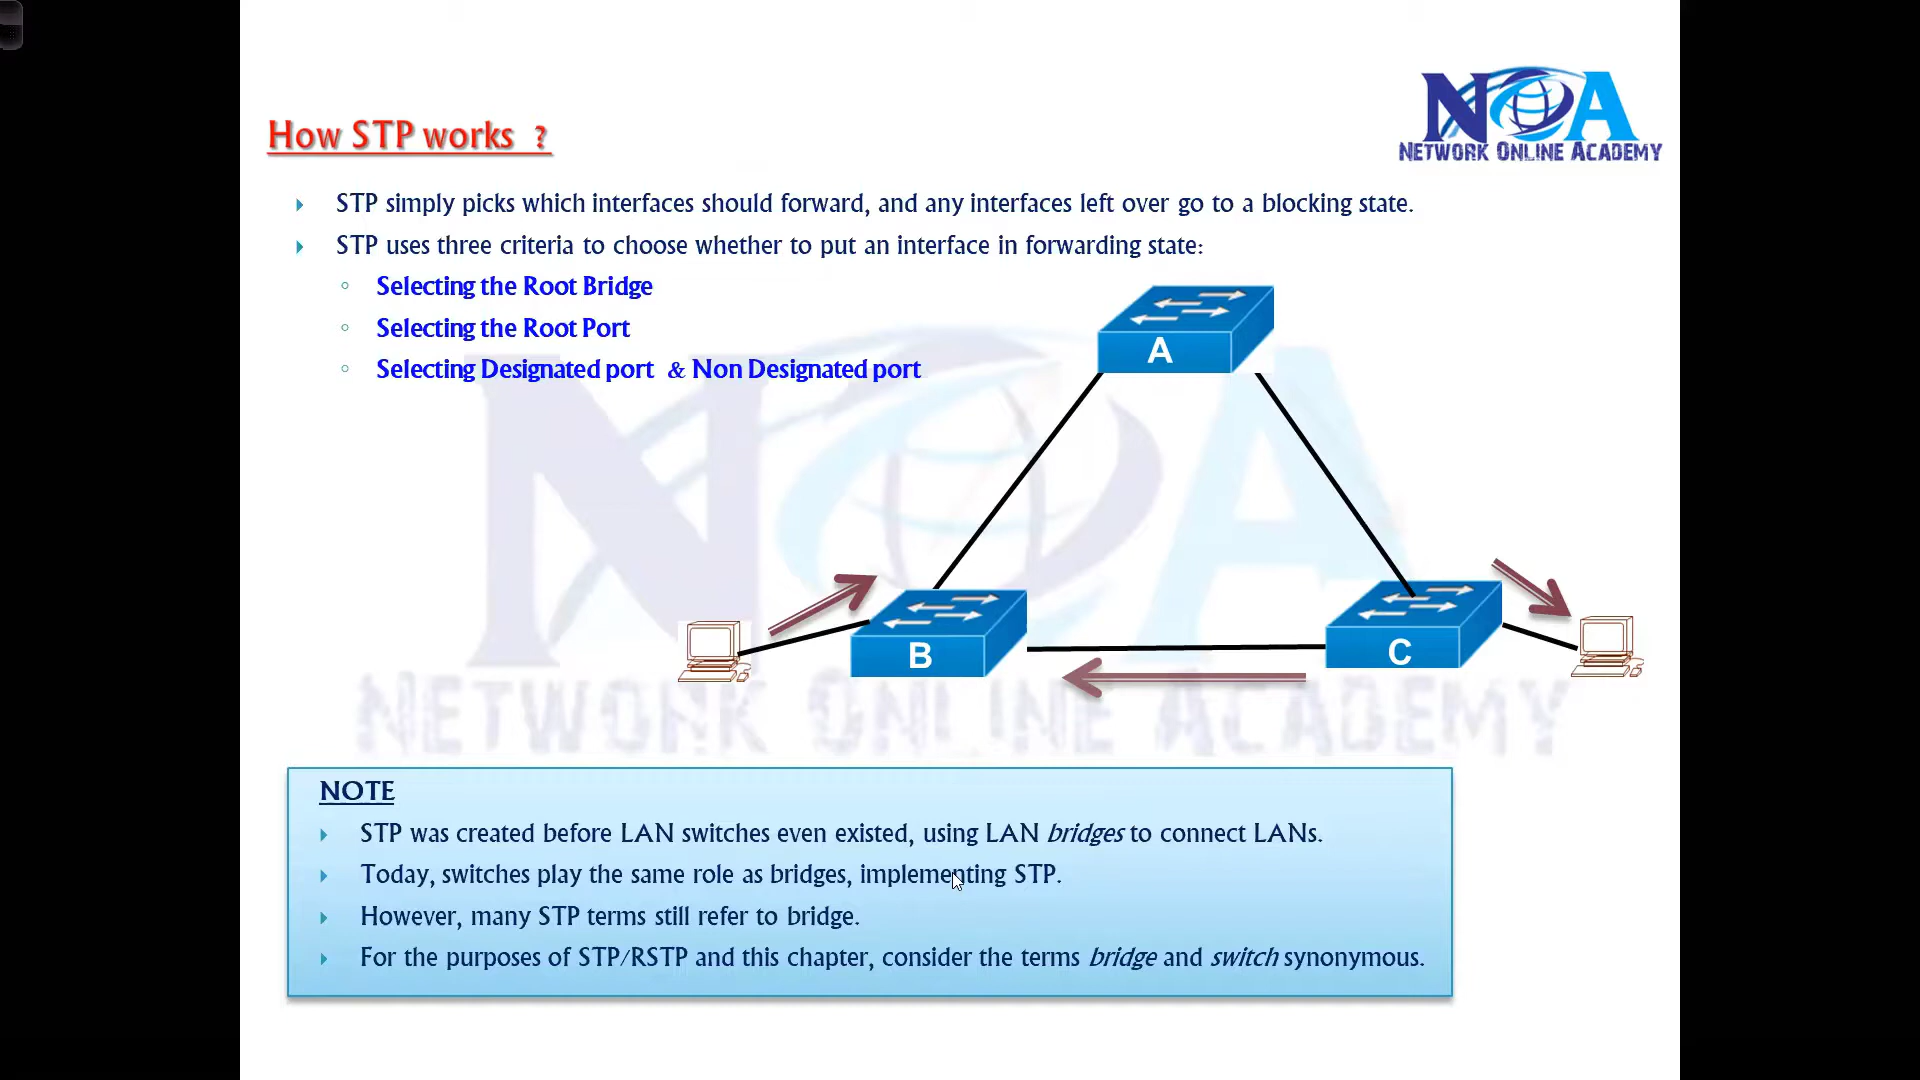 NOA
NETWORK ONLINE ACADEMY
How STP works ?
STP simply picks which interfaces should forward, and any interfaces left over go to a blocking state.
STP uses three criteria to choose whether to put an interface in forwarding state:
Selecting the Root Bridge
Selecting the Root Port
Selecting Designated port & Non Designated port
A
B
C
NETWORK ONLINE ACADEMY
NOTE
STP was created before LAN switches even existed, using LAN bridges to connect LANs.
Today, switches play the same role as bridges, implementing STP.
However, many STP terms still refer to bridge.
For the purposes of STP/RSTP and this chapter, consider the terms bridge and switch synonymous.